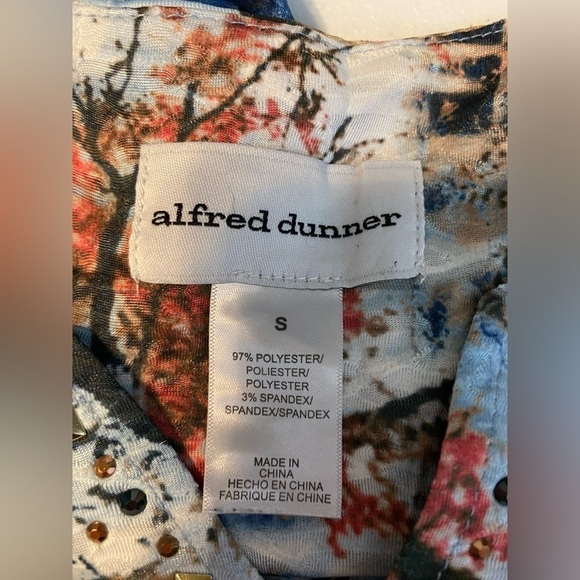 alfred dunner
S
97% POLYESTER/
POLIESTER/
POLYESTER
3% SPANDEX/
SPANDEX/SPANDEX
MADE IN
CHINA
HECHO EN CHINA
FABRIQUE EN CHINE